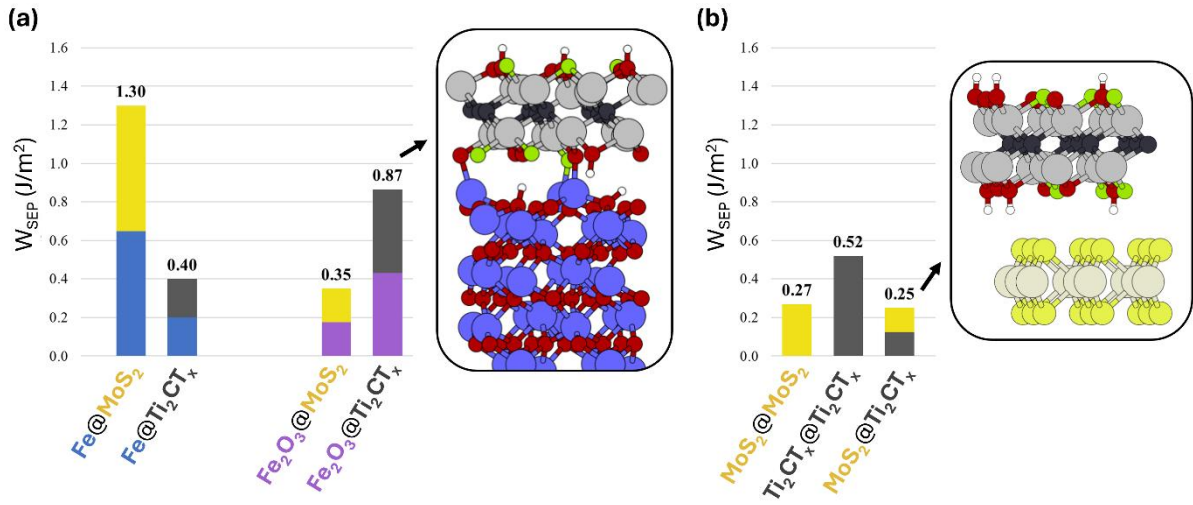 (a)
W_SEP (J/m²)
1.6
1.4
1.2
1.0
0.8
0.6
0.4
0.2
0.0
1.30
0.40
0.35
0.87
Fe@MoS₂
Fe@Ti₂CTₓ
Fe₂O₃@MoS₂
Fe₂O₃@Ti₂CTₓ
(b)
W_SEP (J/m²)
1.6
1.4
1.2
1.0
0.8
0.6
0.4
0.2
0.0
0.27
0.52
0.25
MoS₂@MoS₂
Ti₂CTₓ@Ti₂CTₓ
MoS₂@Ti₂CTₓ